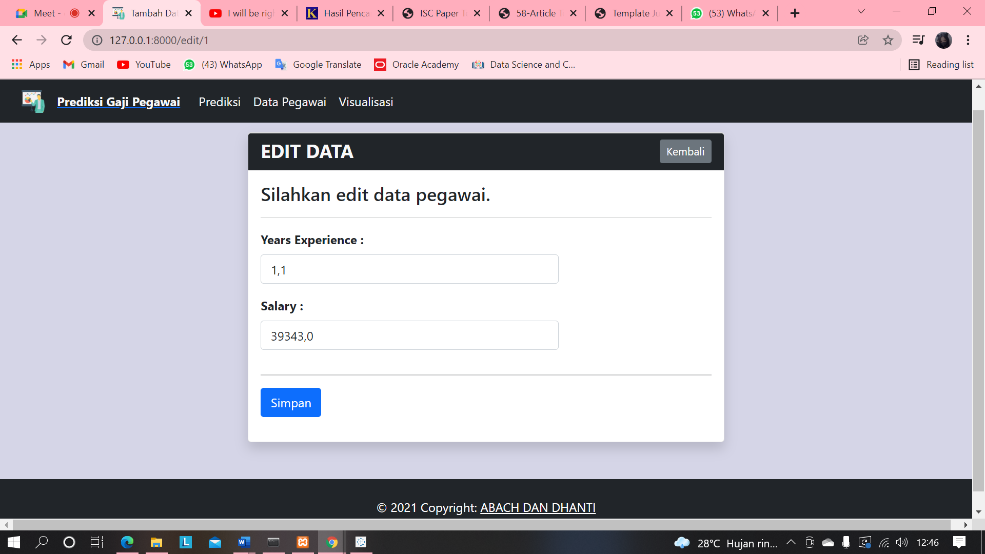 Meet -
Tambah Da
I will be rig
Hasil Penca
ISC Paper
58-Article
Template Ju
(53) Whats
127.0.0.1:8000/edit/1
Apps
Gmail
YouTube
(43) WhatsApp
Google Translate
Oracle Academy
Data Science and C...
Reading list
Prediksi Gaji Pegawai
Prediksi
Data Pegawai
Visualisasi
EDIT DATA
Kembali
Silahkan edit data pegawai.
Years Experience :
1,1
Salary :
39343,0
Simpan
© 2021 Copyright: ABACH DAN DHANTI
28°C Hujan rin...
12:46